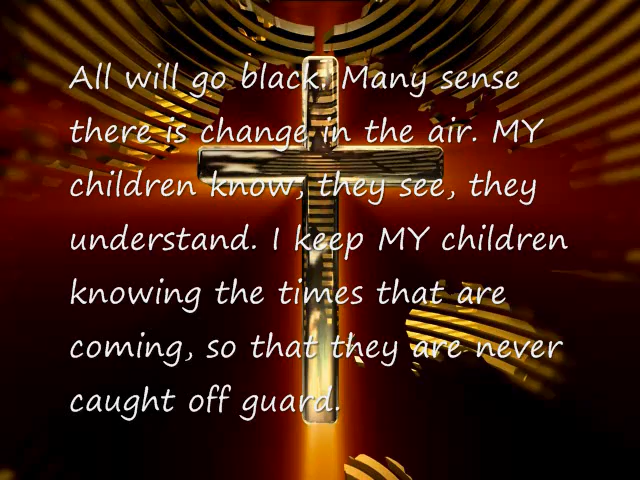 All will go black. Many sense
there is change in the air. MY
children know, they see, they
understand. I keep MY children
knowing the times that are
coming, so that they are never
caught off guard.